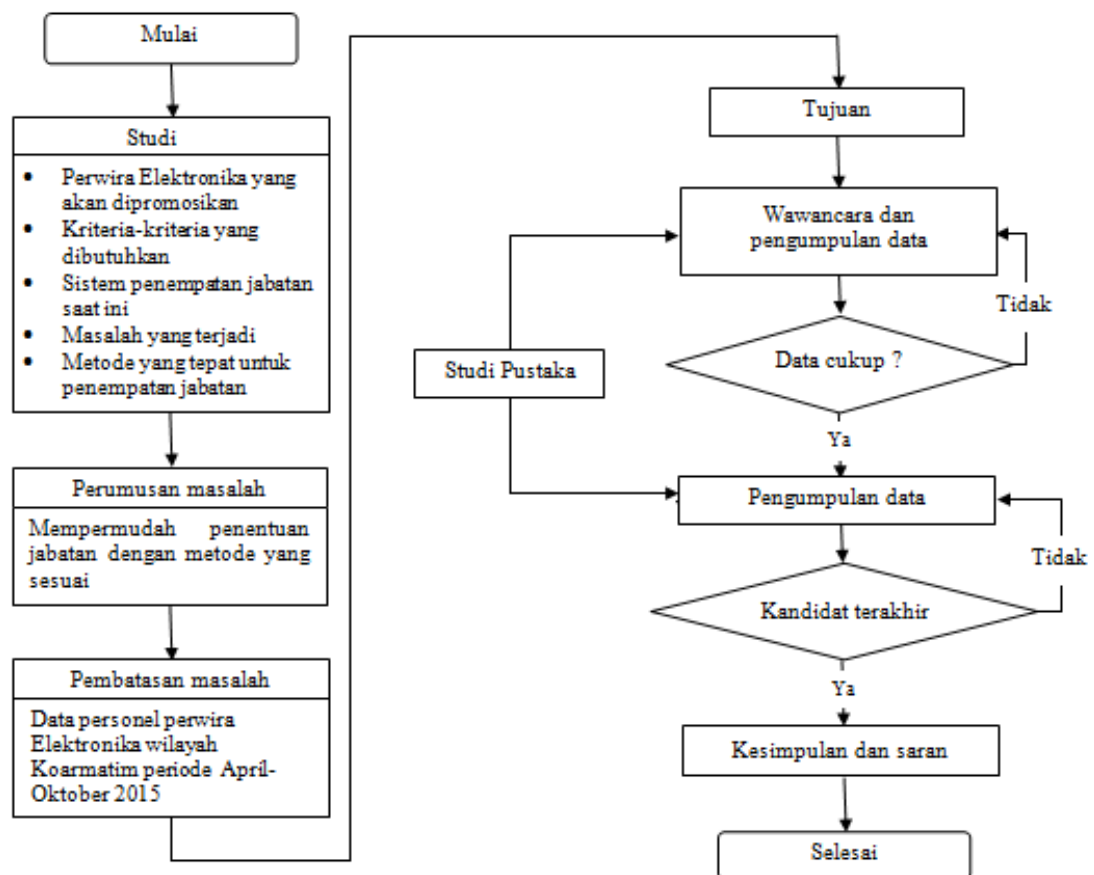 Mulai
Studi
• Perwira Elektronika yang
akan dipromosikan
• Kriteria-kriteria yang
dibutuhkan
• Sistem penempatan jabatan
saat ini
• Masalah yang terjadi
• Metode yang tepat untuk
penempatan jabatan
Perumusan masalah
Mempermudah penentuan
jabatan dengan metode yang
sesuai
Pembatasan masalah
Data personel perwira
Elektronika wilayah
Koarmatim periode April-
Oktober 2015
Tujuan
Wawancara dan
pengumpulan data
Tidak
Data cukup ?
Studi Pustaka
Ya
Pengumpulan data
Tidak
Kandidat terakhir
Ya
Kesimpulan dan saran
Selesai